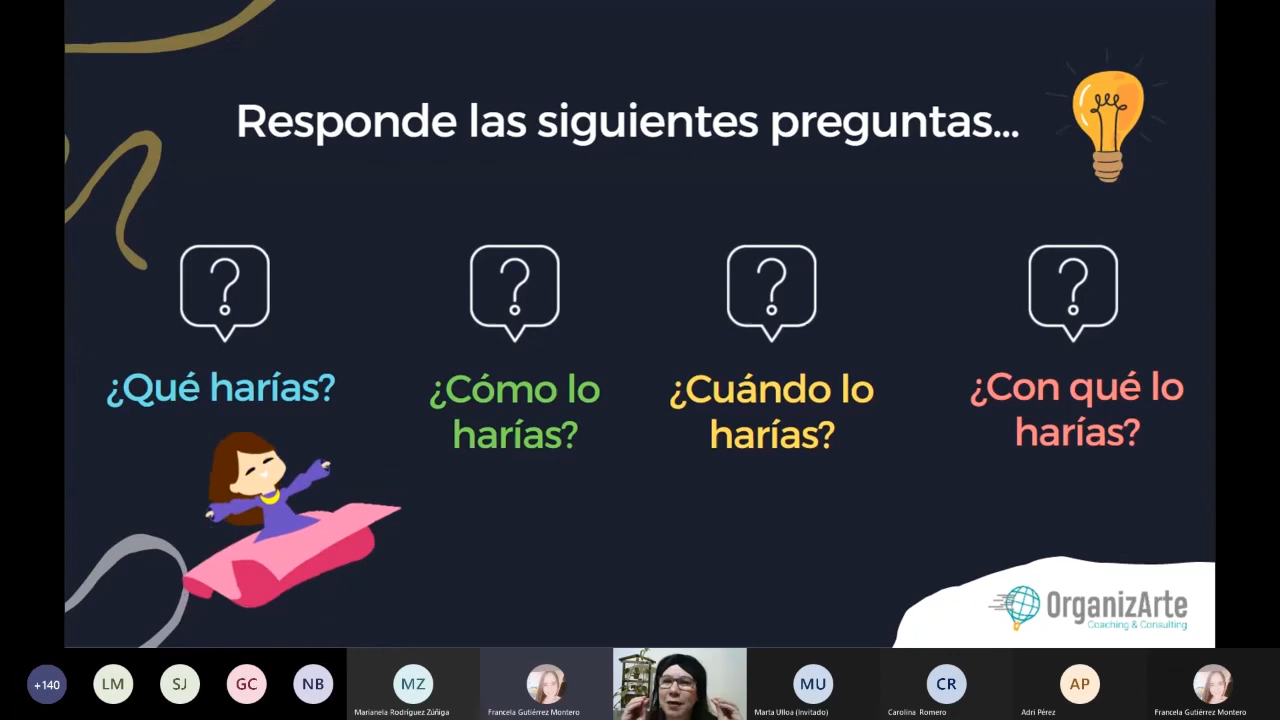 Responde las siguientes preguntas...
¿Qué harías?
¿Cómo lo
harías?
¿Cuándo lo
harías?
¿Con qué lo
harías?
OrganizArte
Coaching & Consulting
+140
LM
SJ
GC
NB
MZ
Marianela Rodríguez Zúñiga
Francela Gutiérrez Montero
MU
Marta Ulloa (Invitado)
CR
Carolina Romero
AP
Adri Pérez
Francela Gutiérrez Montero